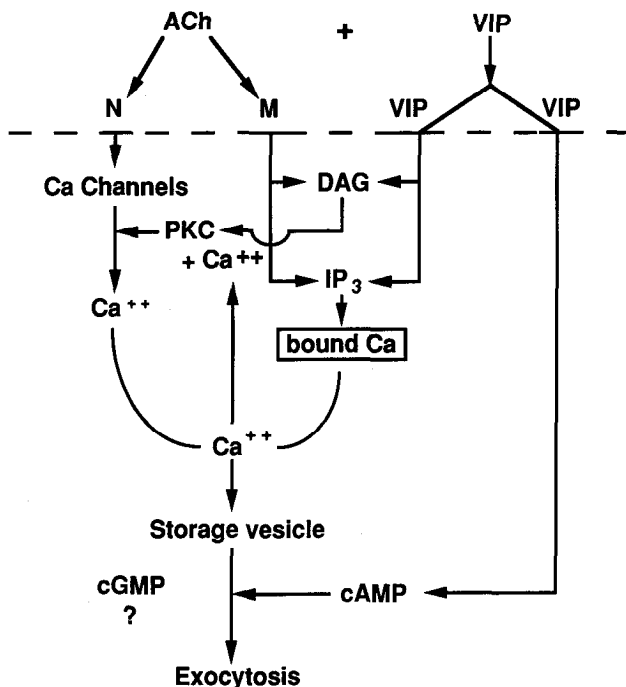 ACh + VIP
N M VIP VIP
Ca Channels DAG
PKC
+ Ca++
Ca++ IP3
bound Ca
Ca++
Storage vesicle
cGMP cAMP
?
Exocytosis